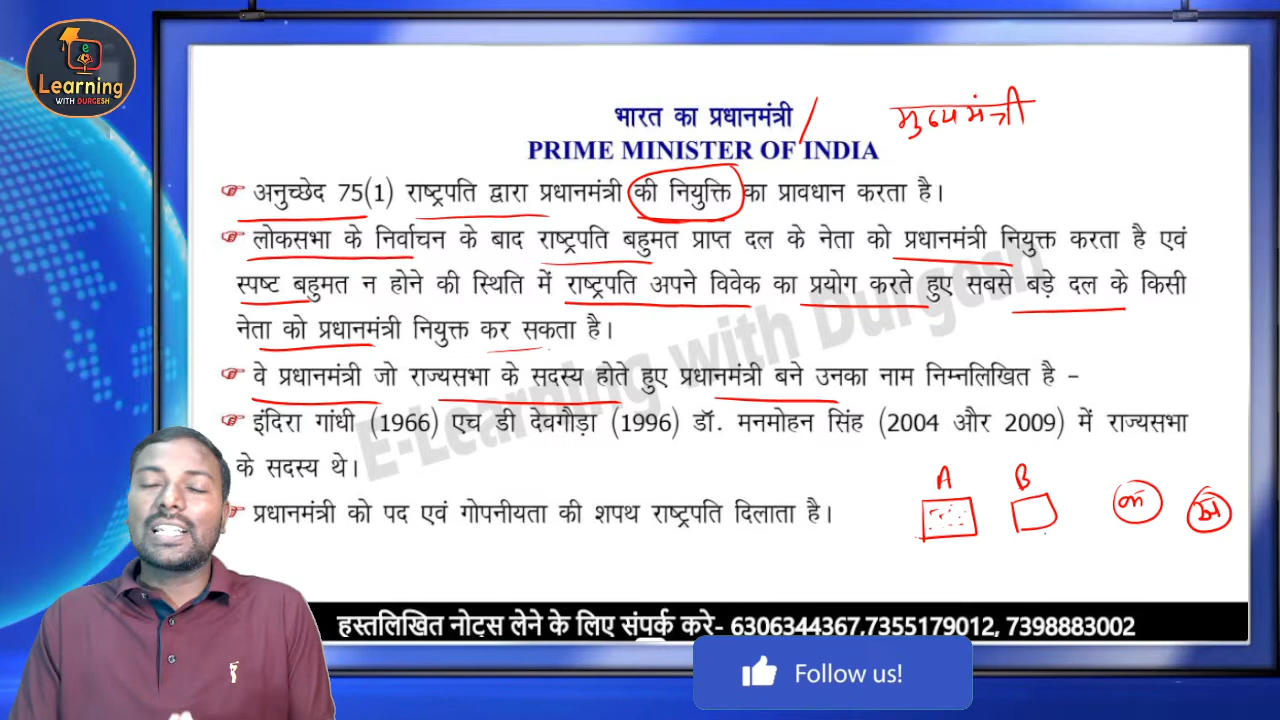 e
Learning
WITH DURGESH
भारत का प्रधानमंत्री
मुख्यमंत्री
PRIME MINISTER OF INDIA
अनुच्छेद 75(1) राष्ट्रपति द्वारा प्रधानमंत्री की नियुक्ति का प्रावधान करता है।
लोकसभा के निर्वाचन के बाद राष्ट्रपति बहुमत प्राप्त दल के नेता को प्रधानमंत्री नियुक्त करता है एवं
स्पष्ट बहुमत न होने की स्थिति में राष्ट्रपति अपने विवेक का प्रयोग करते हुए सबसे बड़े दल के किसी
नेता को प्रधानमंत्री नियुक्त कर सकता है।
वे प्रधानमंत्री जो राज्यसभा के सदस्य होते हुए प्रधानमंत्री बने उनका नाम निम्नलिखित है -
इंदिरा गांधी (1966) एच डी देवगौड़ा (1996) डॉ. मनमोहन सिंह (2004 और 2009) में राज्यसभा
के सदस्य थे।
A B
प्रधानमंत्री को पद एवं गोपनीयता की शपथ राष्ट्रपति दिलाता है।
E-Learning with Durgesh
हस्तलिखित नोट्स लेने के लिए संपर्क करे- 6306344367,7355179012, 7398883002
Follow us!